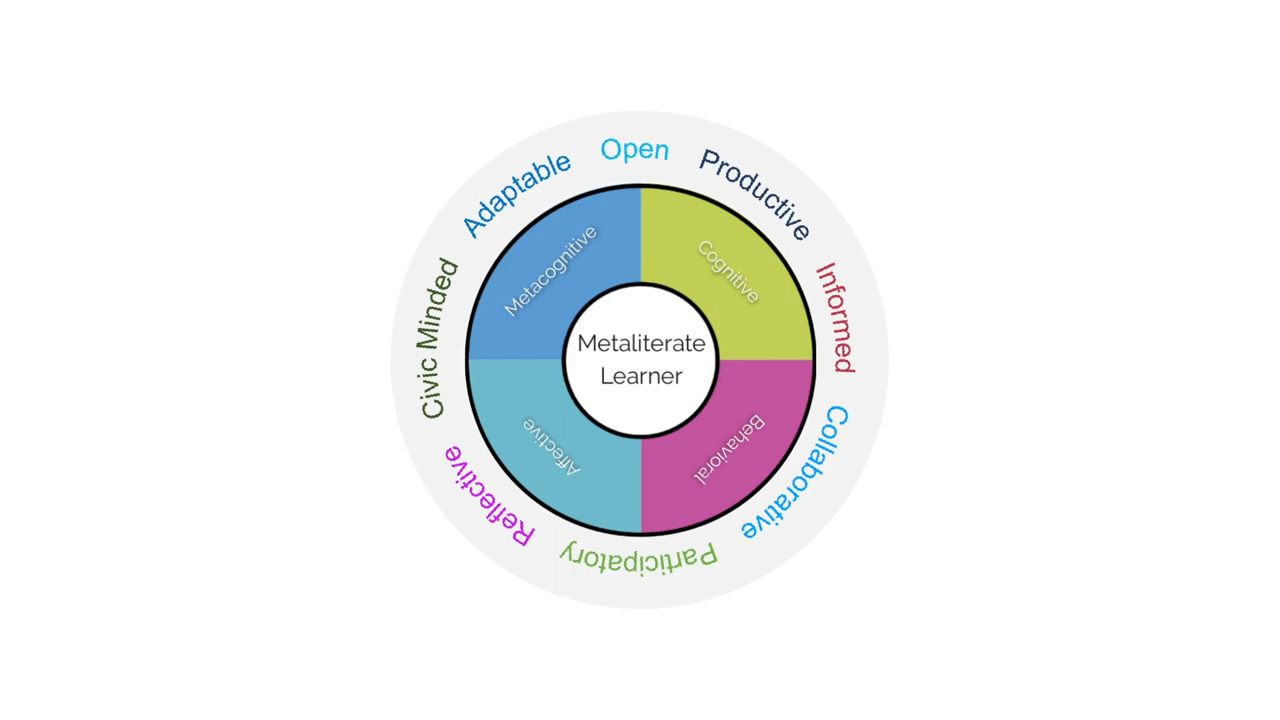 Open
Productive
Informed
Collaborative
Participatory
Reflective
Civic Minded
Adaptable
Metacognitive
Cognitive
Behavioral
Affective
Metaliterate
Learner